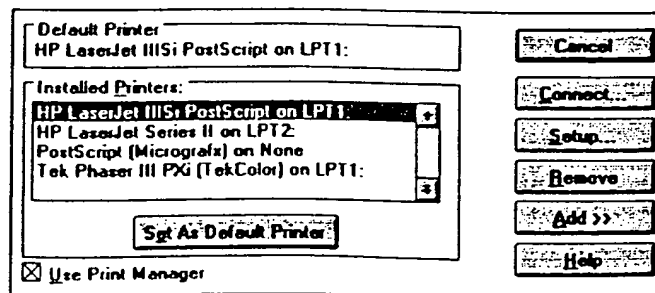 Default Printer
HP LaserJet IIISi PostScript on LPT1:
Installed Printers:
HP LaserJet IIISi PostScript on LPT1:
HP LaserJet Series II on LPT2:
PostScript (Micrografx) on None
Tek Phaser III PXi (TekColor) on LPT1:
Set As Default Printer
Use Print Manager
Cancel
Connect...
Setup...
Remove
Add >>
Help